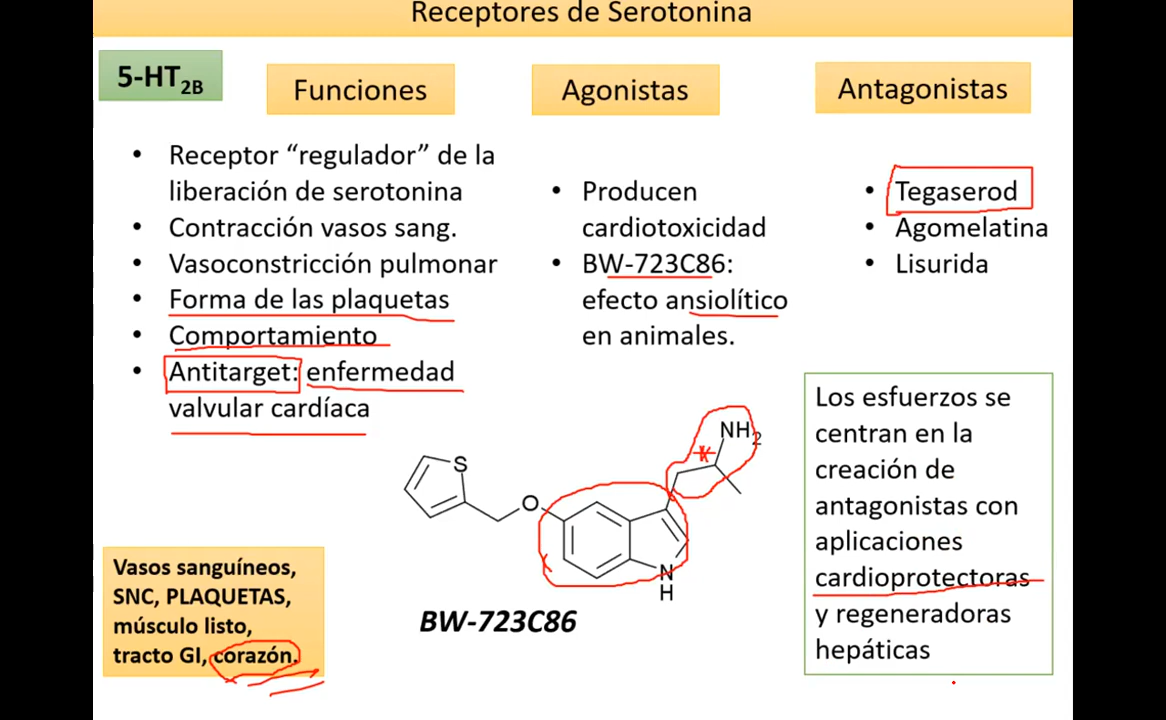 Receptores de Serotonina
5-HT2B
Funciones
Agonistas
Antagonistas
• Receptor “regulador” de la
liberación de serotonina
• Contracción vasos sang.
• Vasoconstricción pulmonar
• Forma de las plaquetas
• Comportamiento
• Antitarget: enfermedad
valvular cardíaca
• Producen
cardiotoxicidad
• BW-723C86:
efecto ansiolítico
en animales.
• Tegaserod
• Agomelatina
• Lisurida
Los esfuerzos se
centran en la
creación de
antagonistas con
aplicaciones
cardioprotectoras
y regeneradoras
hepáticas
NH2
S
O
N
H
BW-723C86
Vasos sanguíneos,
SNC, PLAQUETAS,
músculo listo,
tracto GI, corazón.